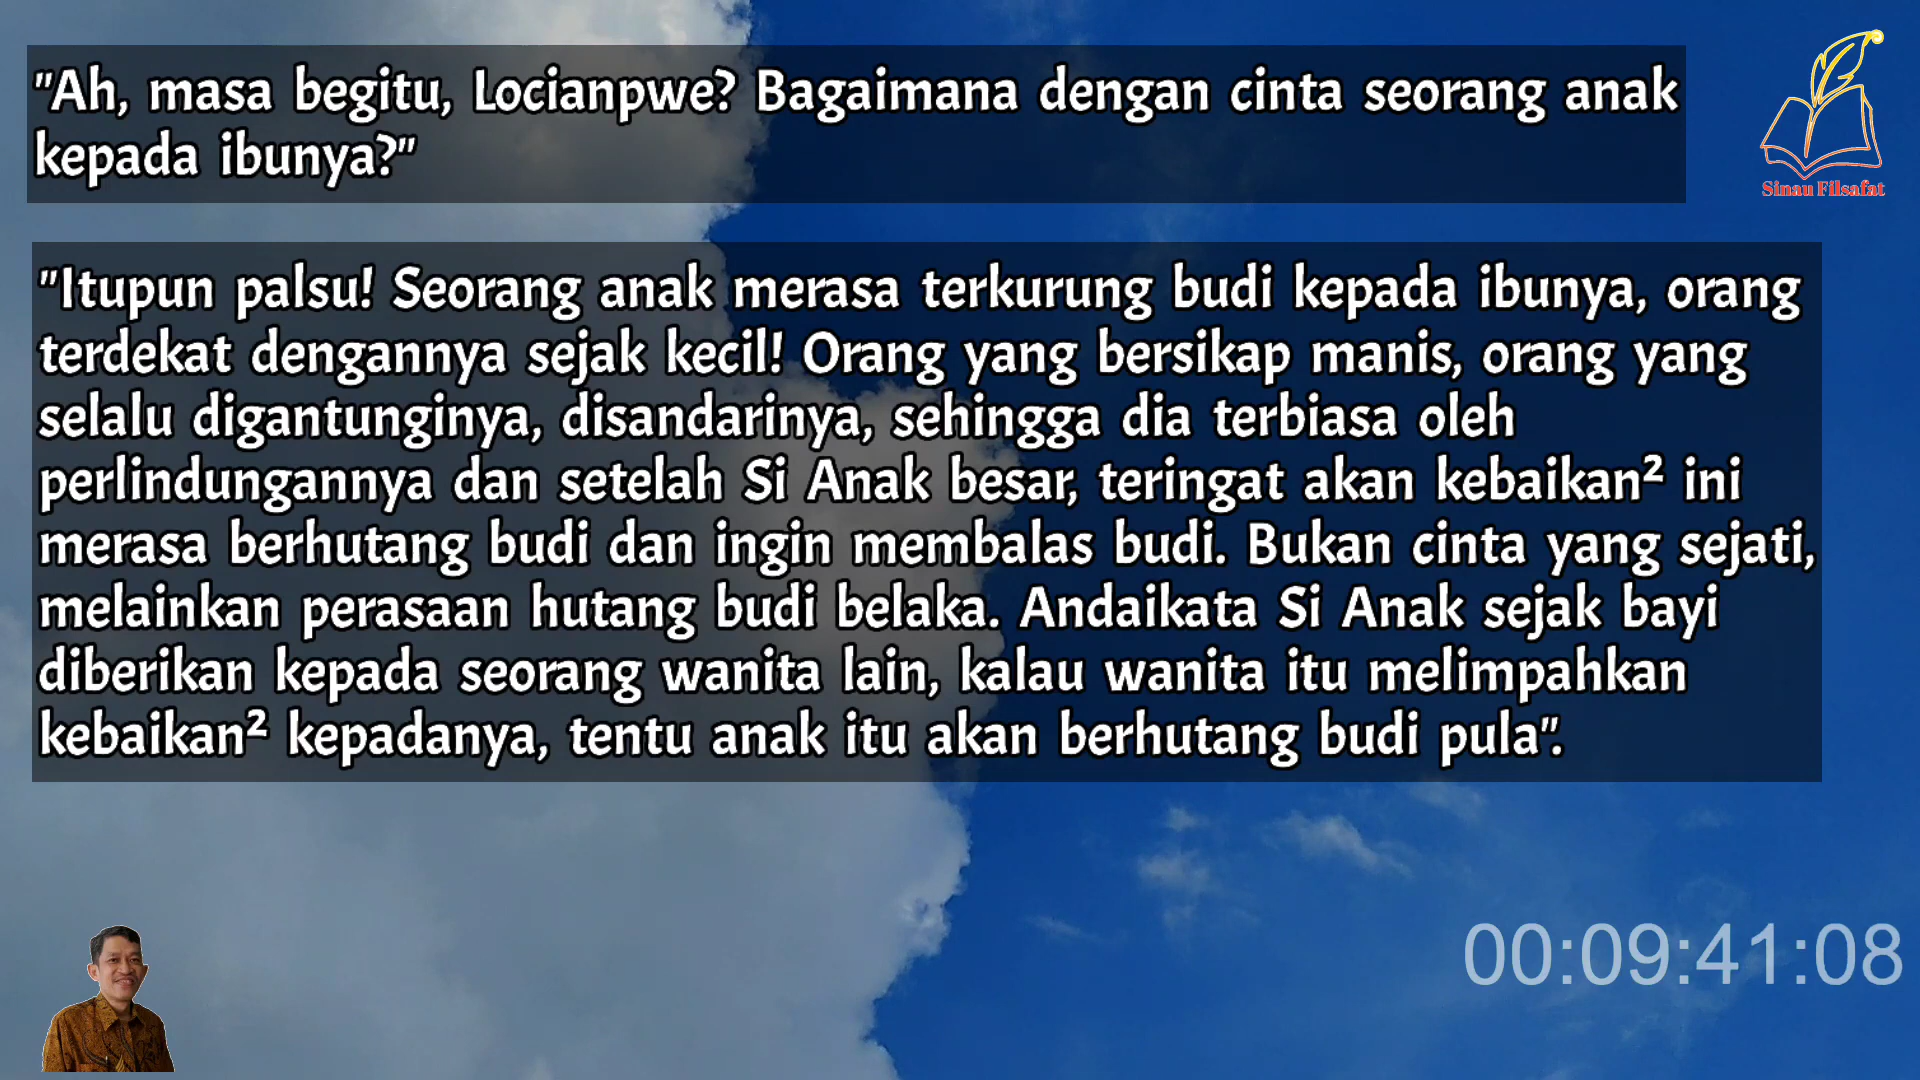 "Ah, masa begitu, Locianpwe? Bagaimana dengan cinta seorang anak
kepada ibunya?"
Sinau Filsafat
"Itupun palsu! Seorang anak merasa terkurung budi kepada ibunya, orang
terdekat dengannya sejak kecil! Orang yang bersikap manis, orang yang
selalu digantunginya, disandarinya, sehingga dia terbiasa oleh
perlindungannya dan setelah Si Anak besar, teringat akan kebaikan² ini
merasa berhutang budi dan ingin membalas budi. Bukan cinta yang sejati,
melainkan perasaan hutang budi belaka. Andaikata Si Anak sejak bayi
diberikan kepada seorang wanita lain, kalau wanita itu melimpahkan
kebaikan² kepadanya, tentu anak itu akan berhutang budi pula".
00:09:41:08